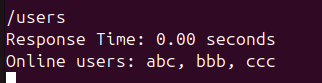 /users
Response Time: 0.00 seconds
Online users: abc, bbb, ccc